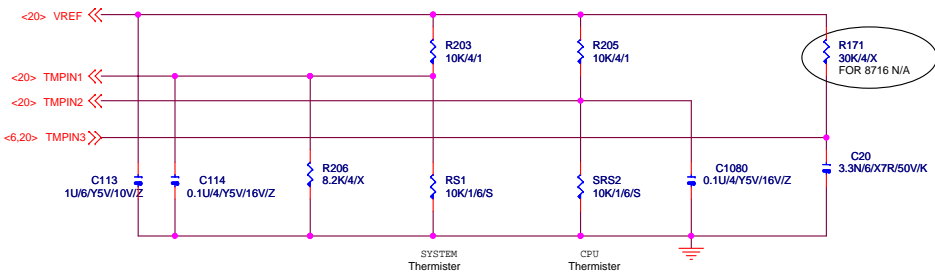 <20> VREF
R203
10K/4/1
R205
10K/4/1
R171
30K/4/X
FOR 8716 N/A
<20> TMPIN1
<20> TMPIN2
<6,20> TMPIN3
C113
1U/6/Y5V/10V/Z
C114
0.1U/4/Y5V/16V/Z
R206
8.2K/4/X
RS1
10K/1/6/S
SRS2
10K/1/6/S
C1080
0.1U/4/Y5V/16V/Z
C20
3.3N/6/X7R/50V/K
SYSTEM
Thermister
CPU
Thermister